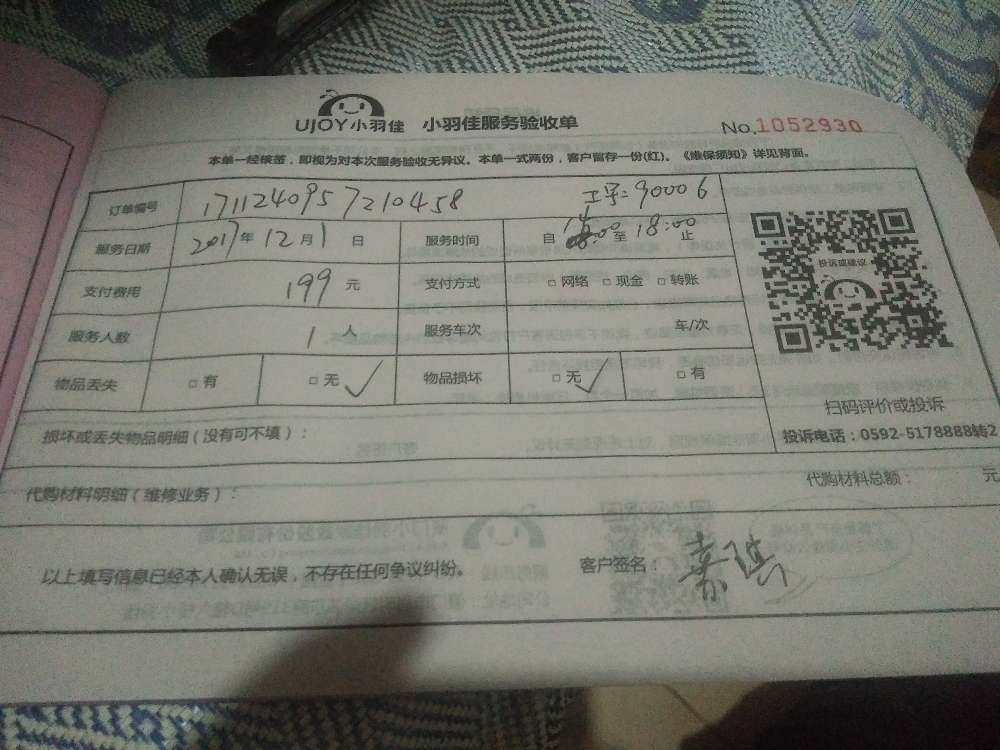 UJOY小羽佳 小羽佳服务验收单 No.1052930
本单一经核签，即视为对本次服务验收无异议。本单一式两份，客户留存一份(红)。《维保须知》详见背面。
订单编号 1711240957210458 工字:90006
服务日期 2017年12月1日 服务时间 自 00至18:00止
投诉或建议
支付费用 199元 支付方式 □网络 □现金 □转账
服务人数 1人 服务车次 车/次
物品丢失 □有 □无✓ 物品损坏 □无✓ □有
扫码评价或投诉
损坏或丢失物品明细（没有可不填）：
投诉电话：0592-5178888转2
代购材料明细（维修业务）： 代购材料总额： 元
以上填写信息已经本人确认无误，不存在任何争议纠纷。 客户签名：